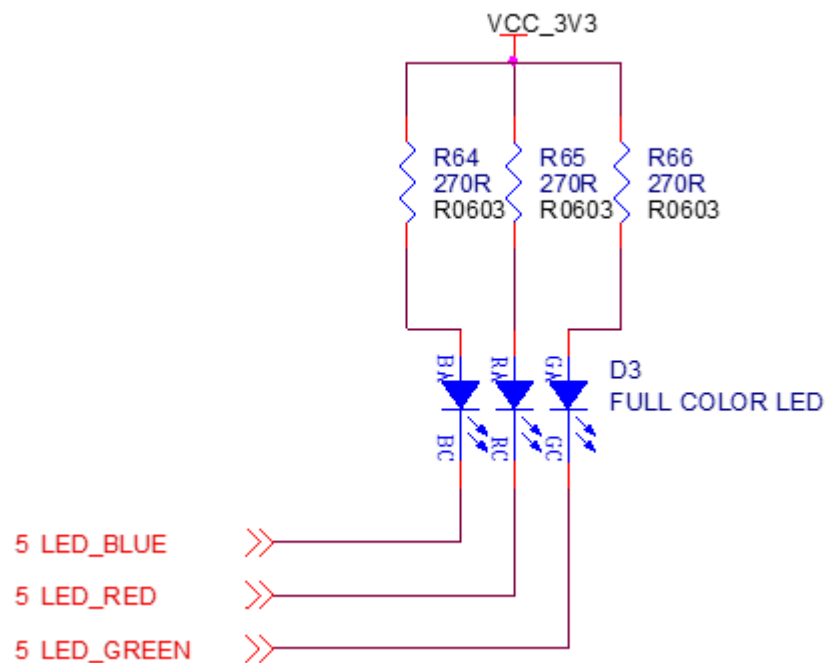 VCC_3V3
R64
270R
R0603
R65
270R
R0603
R66
270R
R0603
BA
RA
GA
D3
FULL COLOR LED
BC
RC
GC
5 LED_BLUE
5 LED_RED
5 LED_GREEN